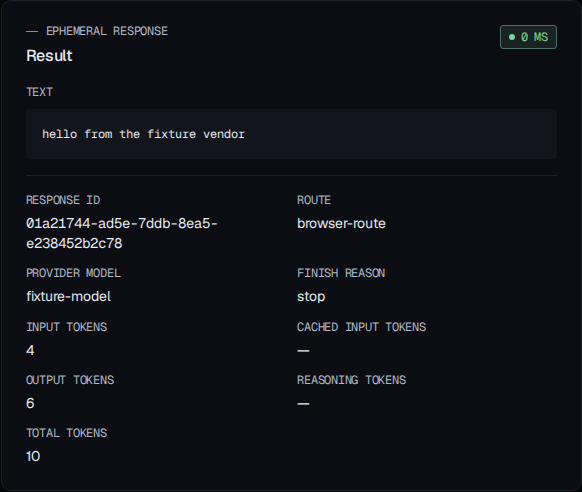 — EPHEMERAL RESPONSE
Result
0 MS
TEXT
hello from the fixture vendor
RESPONSE ID
01a21744-ad5e-7ddb-8ea5-
e238452b2c78
ROUTE
browser-route
PROVIDER MODEL
fixture-model
FINISH REASON
stop
INPUT TOKENS
4
CACHED INPUT TOKENS
—
OUTPUT TOKENS
6
REASONING TOKENS
—
TOTAL TOKENS
10